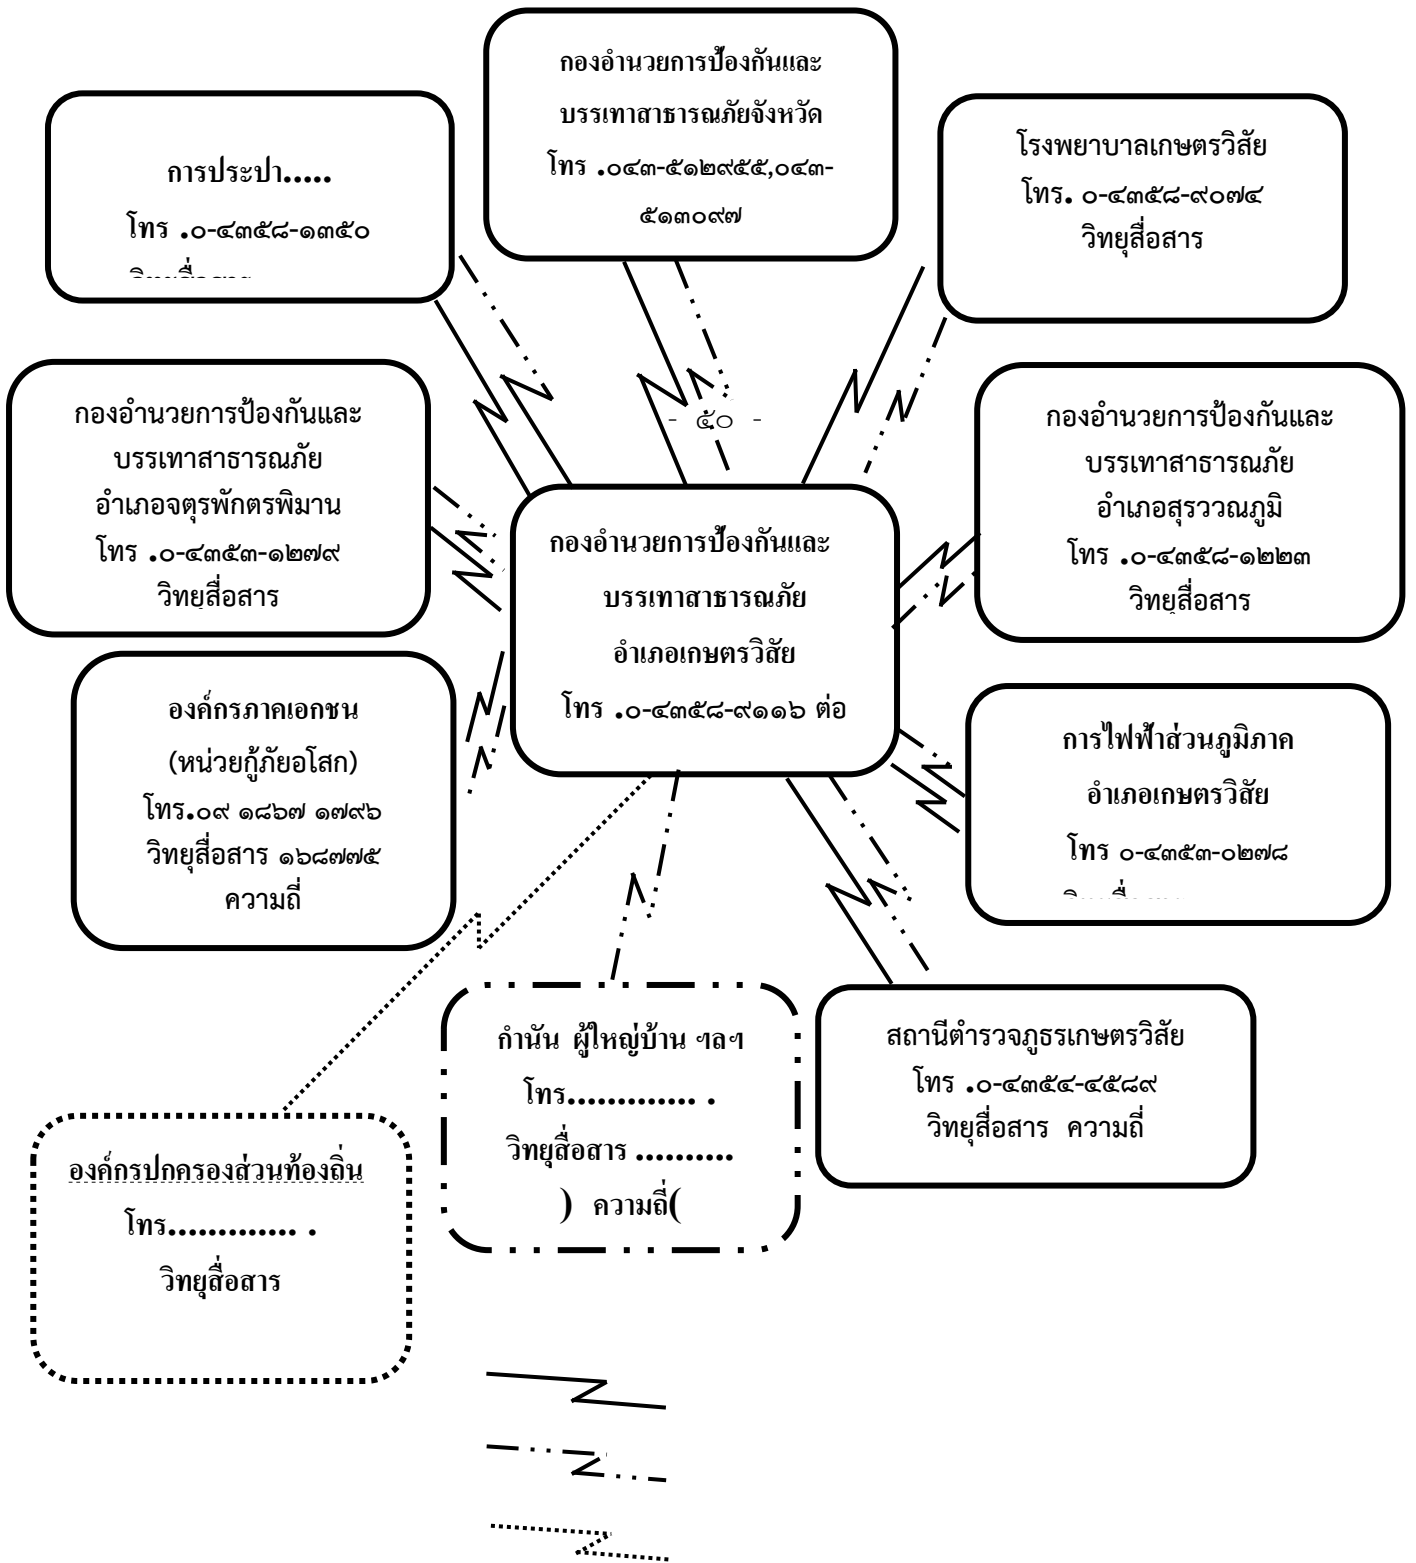 กองอำนวยการป้องกันและ
บรรเทาสาธารณภัยจังหวัด
โทร .๐๔๓-๕๑๒๙๕๕,๐๔๓-
๕๑๓๐๙๗
การประปา.....
โทร .๐-๔๓๕๘-๑๓๕๐
วิทยุสื่อสาร
โรงพยาบาลเกษตรวิสัย
โทร. ๐-๔๓๕๘-๙๐๗๔
วิทยุสื่อสาร
กองอำนวยการป้องกันและ
บรรเทาสาธารณภัย
อำเภอจตุรพักตรพิมาน
โทร .๐-๔๓๕๓-๑๒๗๙
วิทยุสื่อสาร
- ๕๐ -
กองอำนวยการป้องกันและ
บรรเทาสาธารณภัย
อำเภอสุรววณภูมิ
โทร .๐-๔๓๕๘-๑๒๒๓
วิทยุสื่อสาร
กองอำนวยการป้องกันและ
บรรเทาสาธารณภัย
อำเภอเกษตรวิสัย
โทร .๐-๔๓๕๘-๙๑๑๖ ต่อ
องค์กรภาคเอกชน
(หน่วยกู้ภัยอโสก)
โทร.๐๙ ๑๘๖๗ ๑๗๙๖
วิทยุสื่อสาร ๑๖๘๗๗๕
ความถี่
การไฟฟ้าส่วนภูมิภาค
อำเภอเกษตรวิสัย
โทร ๐-๔๓๕๓-๐๒๗๘
กำนัน ผู้ใหญ่บ้าน ฯลฯ
โทร............. .
วิทยุสื่อสาร ..........
) ความถี่(
สถานีตำรวจภูธรเกษตรวิสัย
โทร .๐-๔๓๕๔-๔๕๘๙
วิทยุสื่อสาร ความถี่
องค์กรปกครองส่วนท้องถิ่น
โทร............. .
วิทยุสื่อสาร